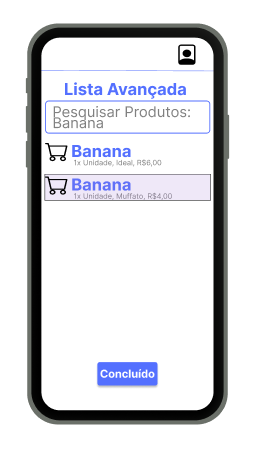 Lista Avançada
Pesquisar Produtos:
Banana
Banana
1x Unidade, Ideal, R$6,00
Banana
1x Unidade, Muffato, R$4,00
Concluído